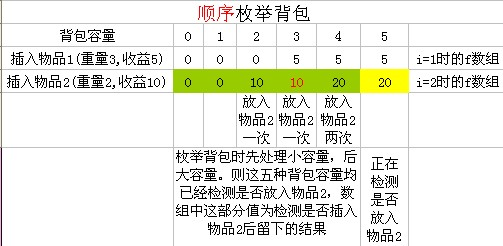 顺序枚举背包
背包容量 0 1 2 3 4 5
插入物品1(重量3,收益5) 0 0 0 5 5 5 i=1时的f数组
插入物品2(重量2,收益10) 0 0 10 10 20 20 i=2时的f数组
放入 放入 放入
物品2 物品2 物品2
一次 一次 两次
枚举背包时先处理小容量，后
大容量。则这五种背包容量均
已经检测是否放入物品2，数
组中这部分值为检测是否插入
物品2后留下的结果
正在
检测
是否
放入
物品2